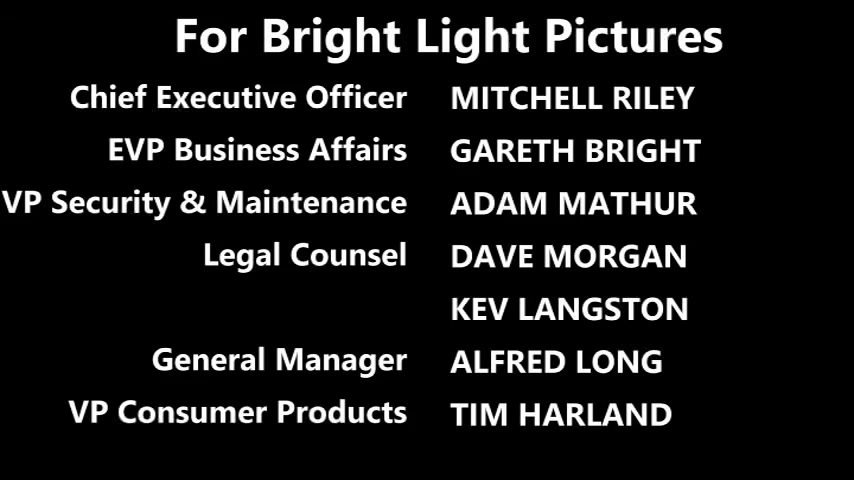 For Bright Light Pictures
Chief Executive Officer MITCHELL RILEY
EVP Business Affairs GARETH BRIGHT
VP Security & Maintenance ADAM MATHUR
Legal Counsel DAVE MORGAN
KEV LANGSTON
General Manager ALFRED LONG
VP Consumer Products TIM HARLAND